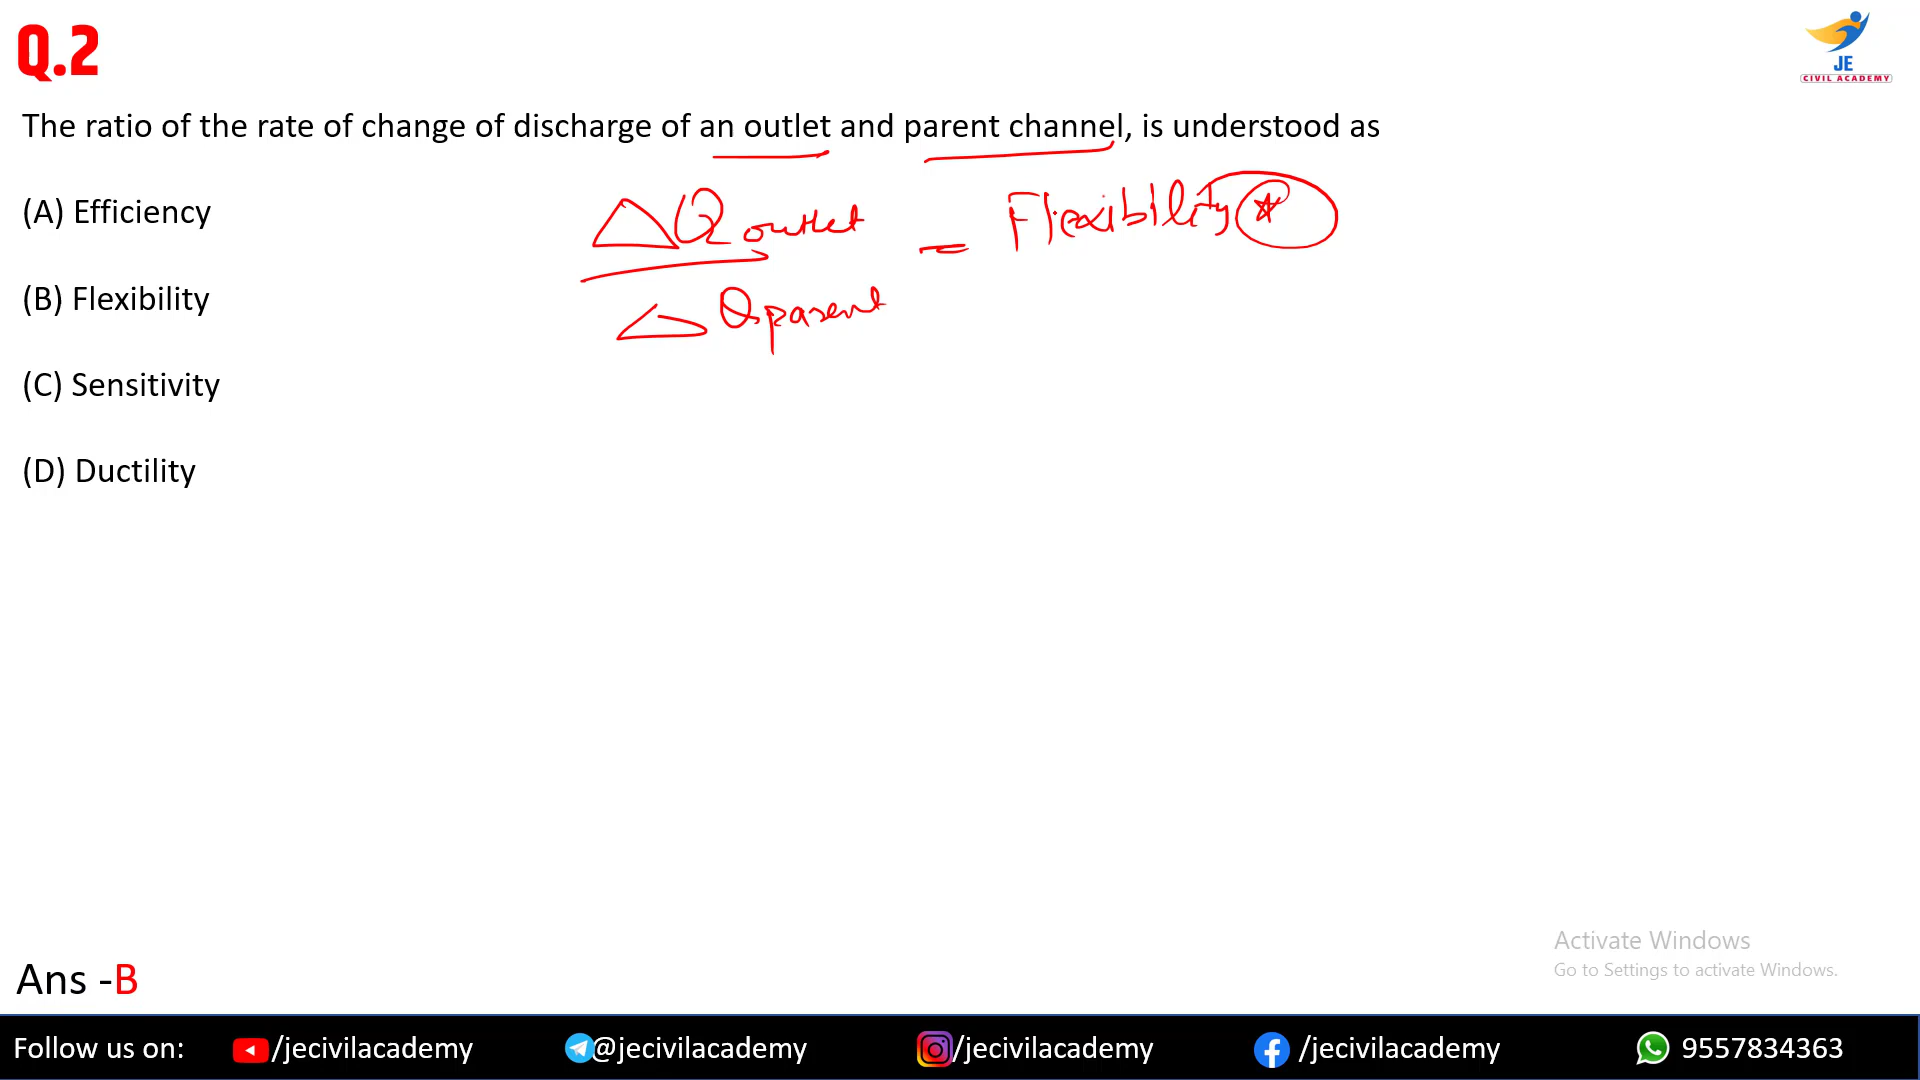 Q.2
JE
CIVIL ACADEMY
The ratio of the rate of change of discharge of an outlet and parent channel, is understood as
(A) Efficiency
(B) Flexibility
(C) Sensitivity
(D) Ductility
ΔQ outlet
ΔQ parent
= Flexibility
Ans -B
Activate Windows
Go to Settings to activate Windows.
Follow us on: /jecivilacademy @jecivilacademy /jecivilacademy /jecivilacademy 9557834363